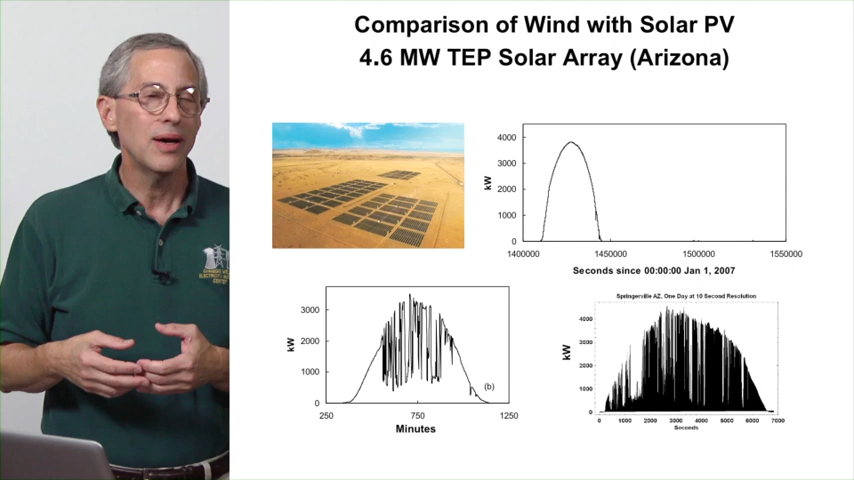 Comparison of Wind with Solar PV
4.6 MW TEP Solar Array (Arizona)
4000
3000
2000
1000
0
kW
1400000 1450000 1500000 1550000
Seconds since 00:00:00 Jan 1, 2007
3000
2000
1000
0
kW
(b)
250 750 1250
Minutes
Springerville AZ, One Day at 10 Second Resolution
4000
3000
2000
1000
0
kW
0 1000 2000 3000 4000 5000 6000 7000
Seconds